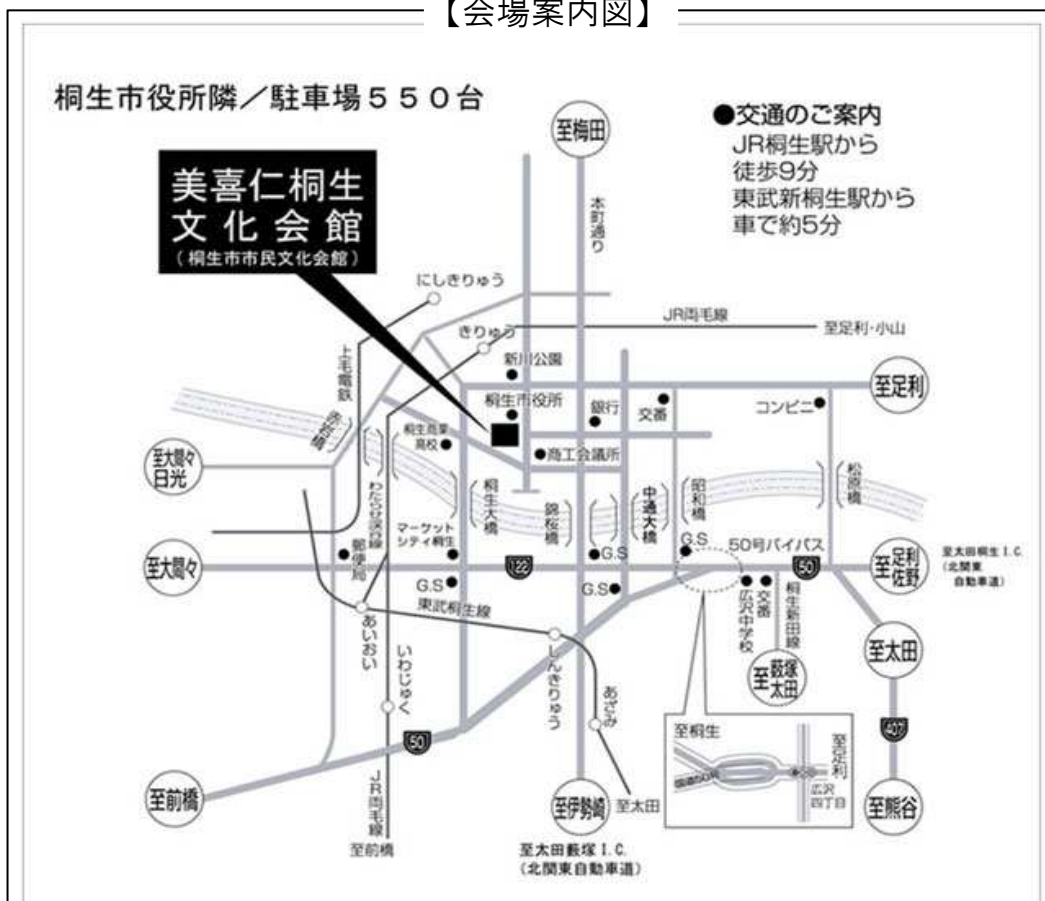 【会場案内図】
桐生市役所隣／駐車場５５０台
●交通のご案内
JR桐生駅から
徒歩9分
東武新桐生駅から
車で約5分
美喜仁桐生
文化会館
(桐生市市民文化会館)
至梅田
本町通り
にしきりゅう
きりゅう
JR両毛線
至足利・小山
上毛電鉄
新川公園
至足利
桐生市役所
銀行
交番
コンビニ
桐生商業
高校
商工会議所
至大間々
日光
わたらせ渓谷線
桐生大橋
錦桜橋
中通大橋
昭和橋
松原橋
マーケット
シティ桐生
郵便局
G.S
G.S
50号バイパス
至大間々
122
50
至足利
佐野
至太田桐生I.C.
(北関東
自動車道)
G.S
G.S
東武桐生線
広沢中学校
交番
桐生新田線
あいおい
いわじゅく
しんきりゅう
あざみ
至太田
至藪塚
太田
50
407
至桐生
至足利
国道50号
広沢
四丁目
至前橋
JR両毛線
至前橋
至伊勢崎
至太田
至熊谷
至太田藪塚I.C.
(北関東自動車道)